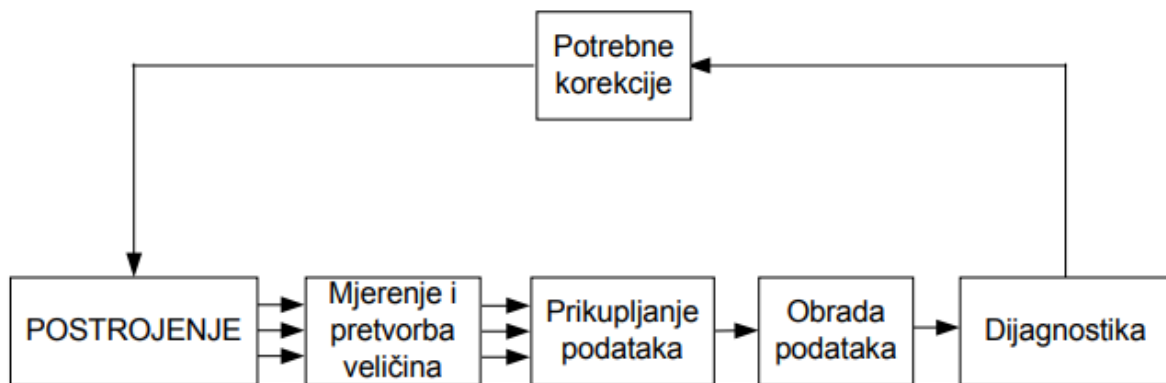 Potrebne
korekcije
POSTROJENJE
Mjerenje i
pretvorba
veličina
Prikupljanje
podataka
Obrada
podataka
Dijagnostika